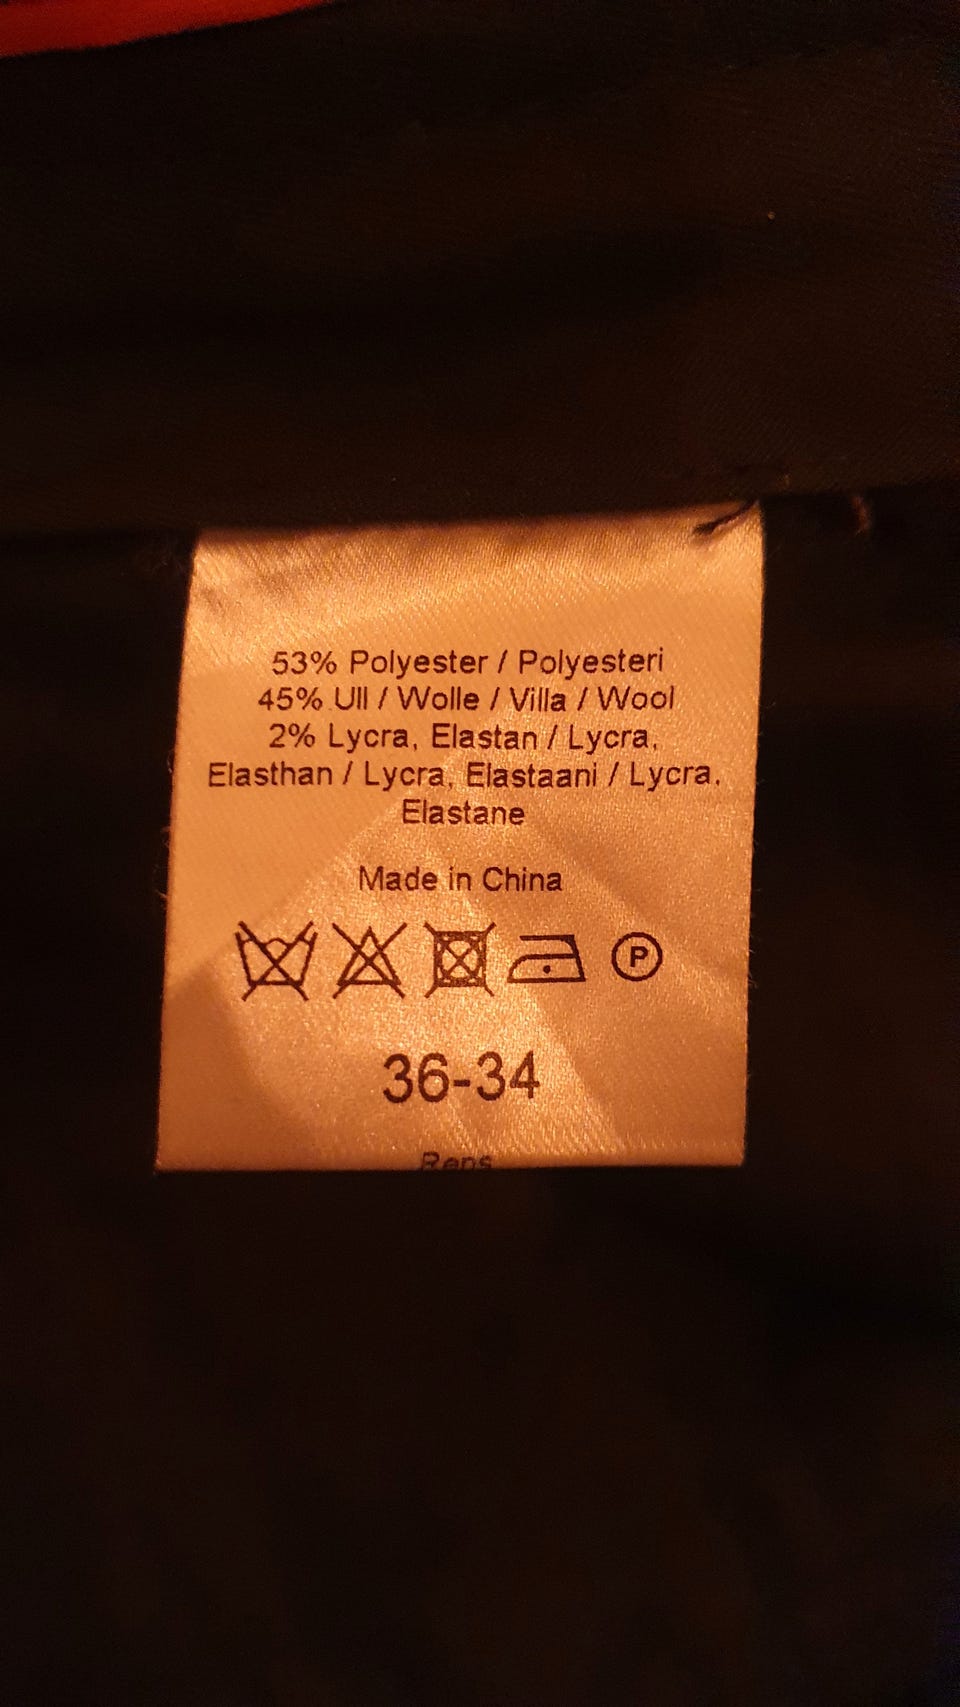 53% Polyester / Polyesteri
45% Ull / Wolle / Villa / Wool
2% Lycra, Elastan / Lycra,
Elasthan / Lycra, Elastaani / Lycra.
Elastane
Made in China
P
36-34
Rens